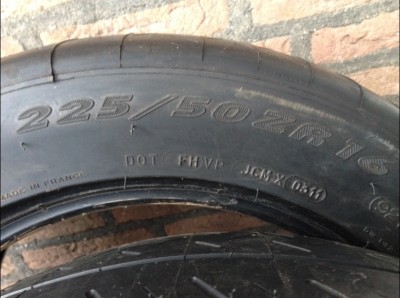 225/50ZR16
DOT FHVP JCMX 0311
MADE IN FRANCE